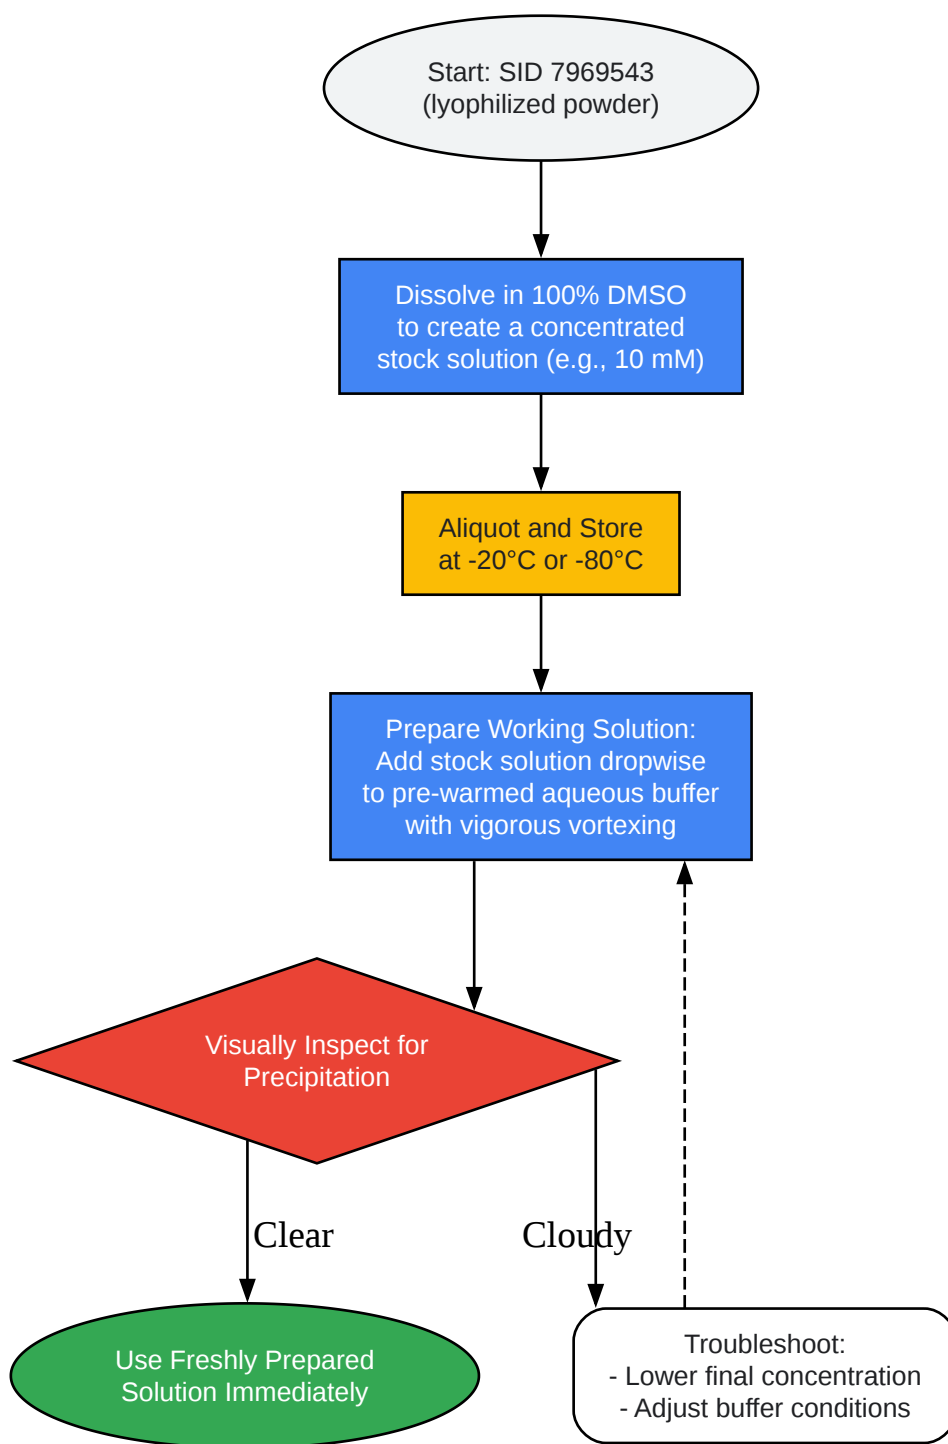 Start: SID 7969543
(lyophilized powder)
Dissolve in 100% DMSO
to create a concentrated
stock solution (e.g., 10 mM)
Aliquot and Store
at -20°C or -80°C
Prepare Working Solution:
Add stock solution dropwise
to pre-warmed aqueous buffer
with vigorous vortexing
Visually Inspect for
Precipitation
Clear
Cloudy
Use Freshly Prepared
Solution Immediately
Troubleshoot:
- Lower final concentration
- Adjust buffer conditions